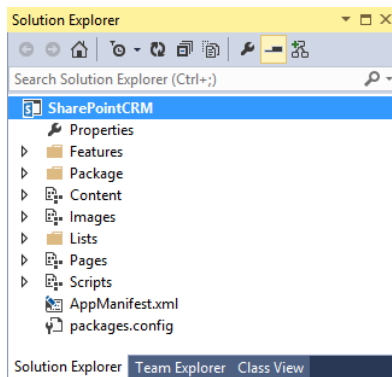 Solution Explorer
Search Solution Explorer (Ctrl+;)
SharePointCRM
Properties
Features
Package
Content
Images
Lists
Pages
Scripts
AppManifest.xml
packages.config
Solution Explorer Team Explorer Class View